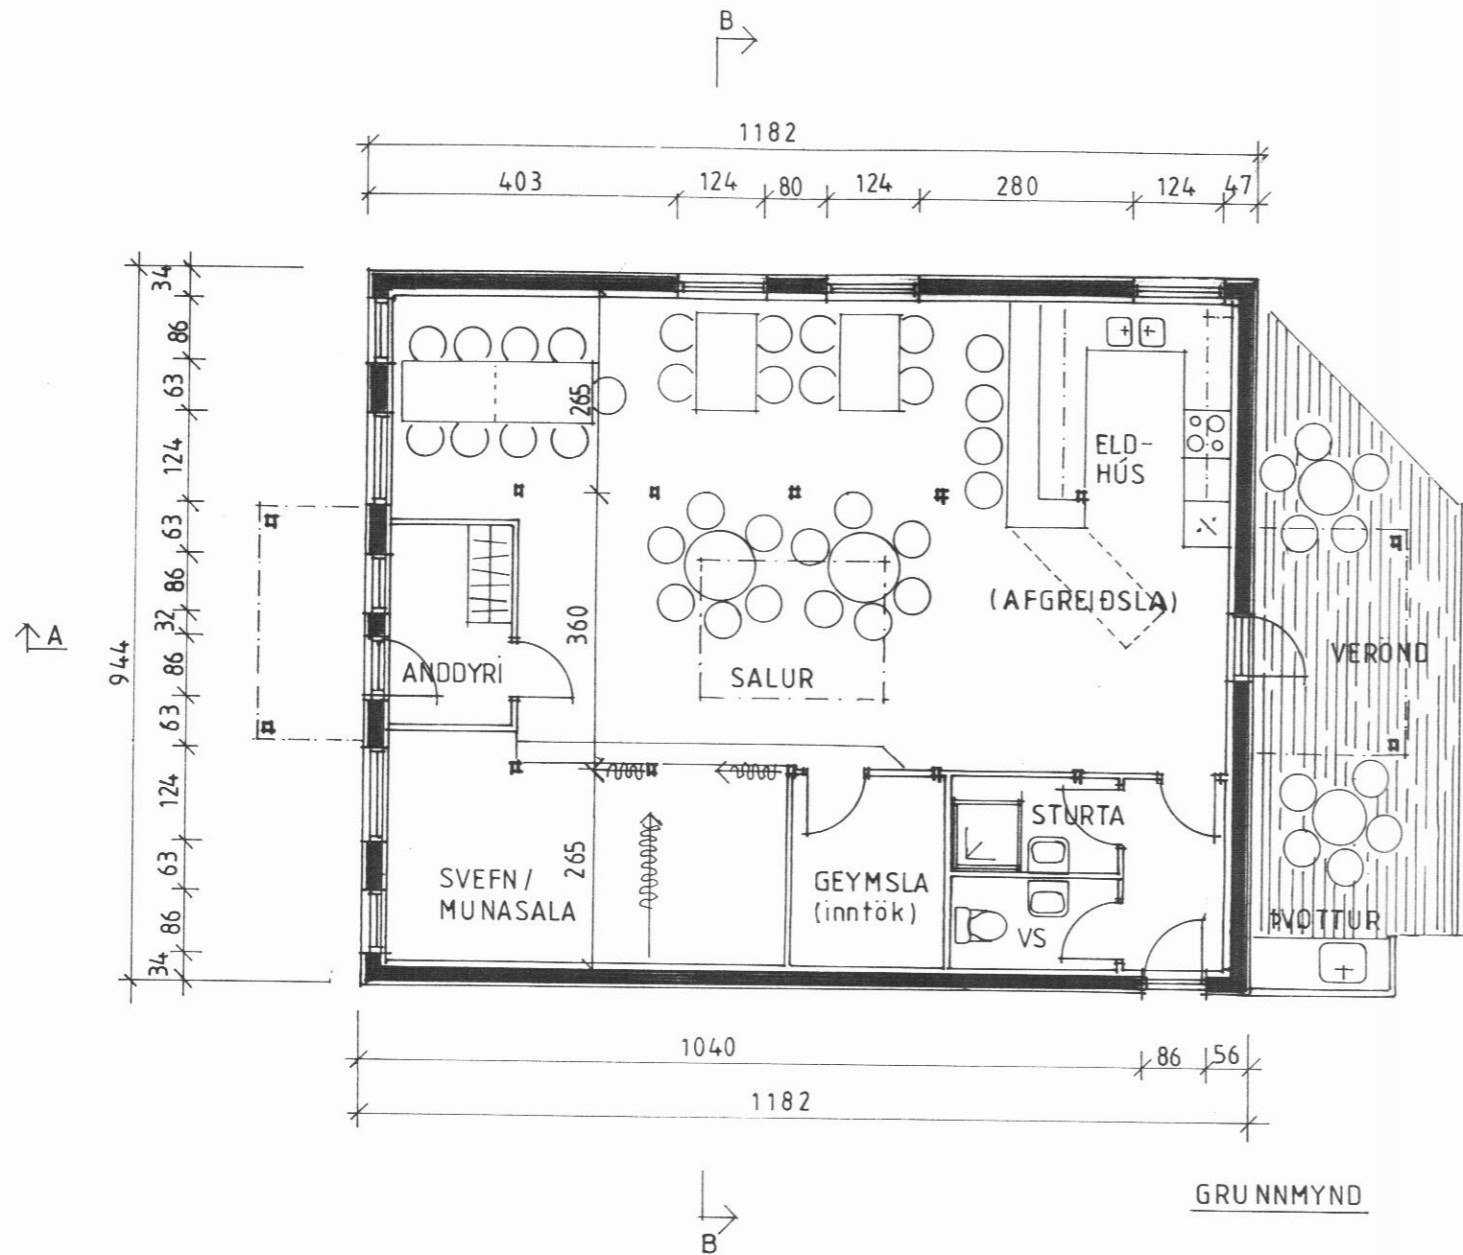 B
1182
403 124 80 124 280 124 47
34
86
63
124
63
86
32
86
63
124
63
86
34
944
A
265
360
265
ELD-
HÚS
(AFGREIÐSLA)
ANDDYRI
SALUR
VERÖND
STURTA
SVEFN/
MUNASALA
GEYMSLA
(inntök)
VS
ÞVOTTUR
1040 86 56
1182
GRUNNMYND
B